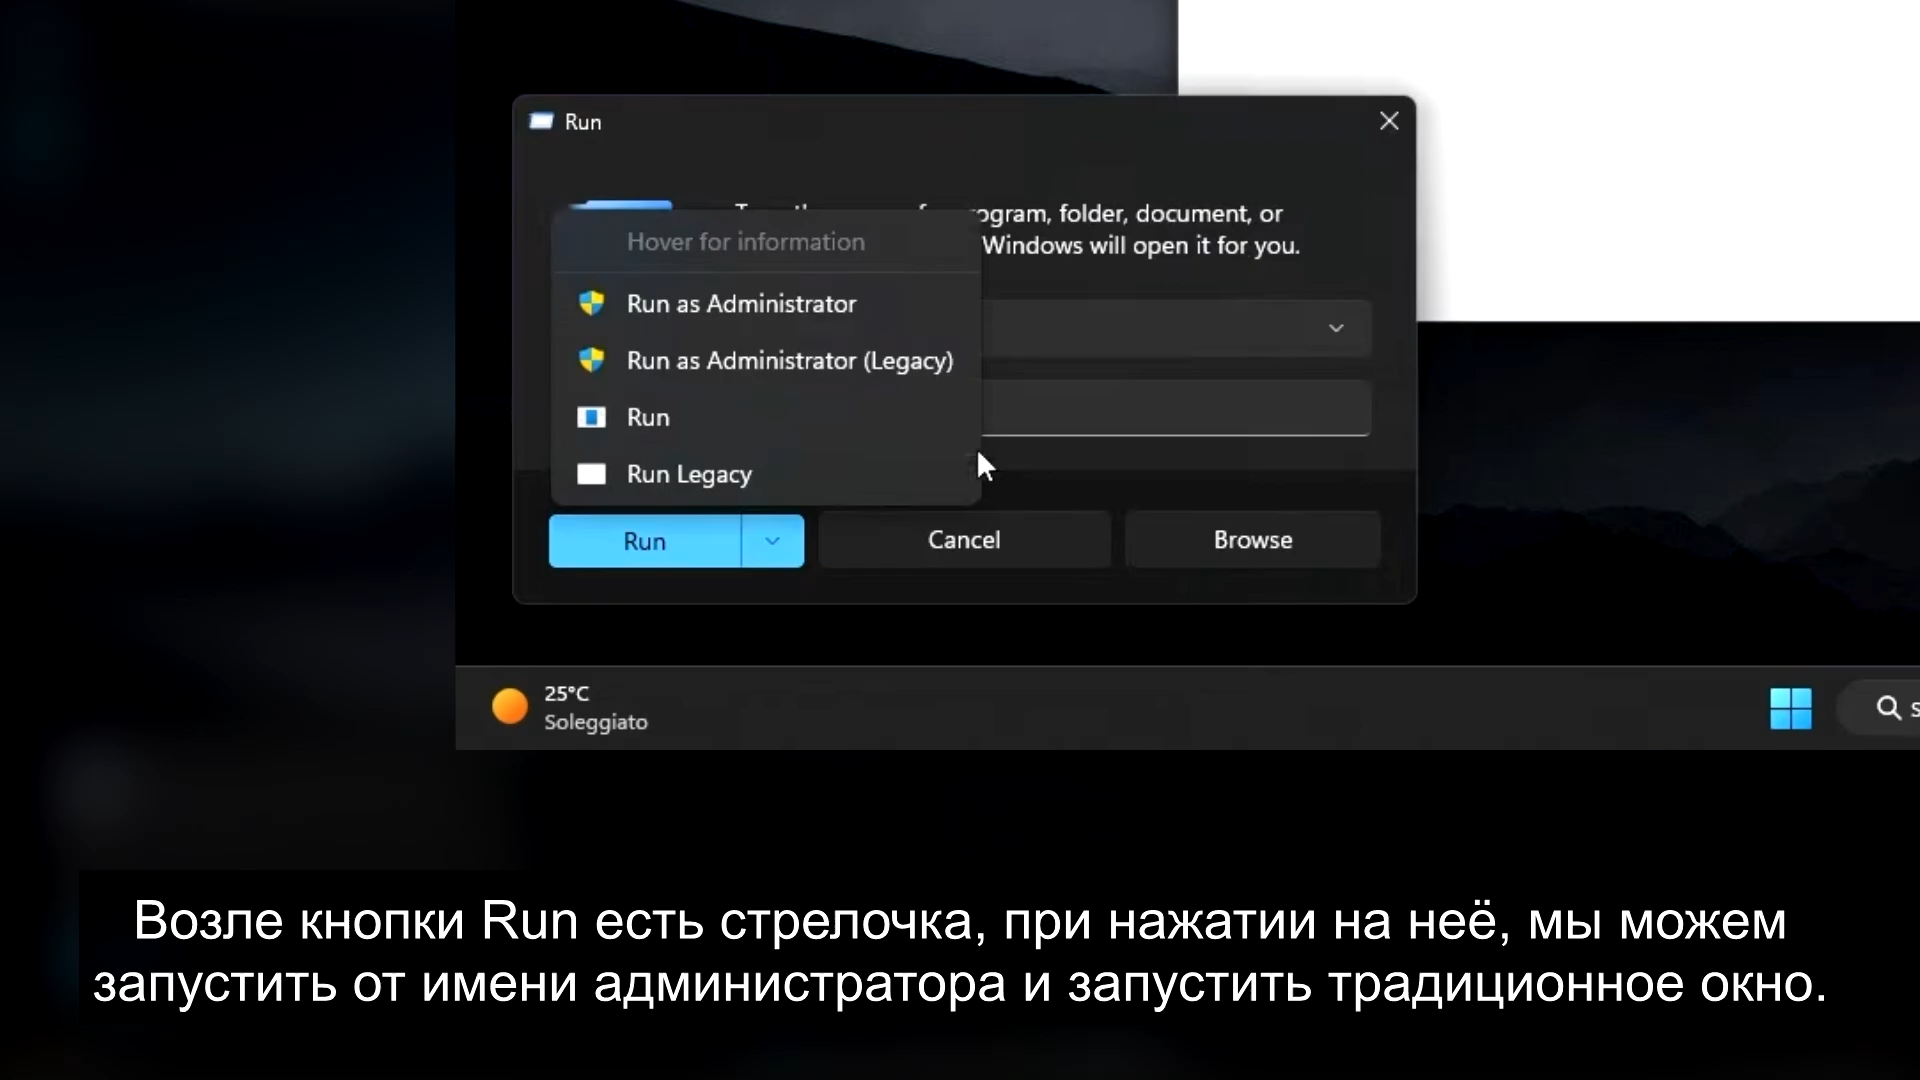 Run
ogram, folder, document, or
Windows will open it for you.
Hover for information
Run as Administrator
Run as Administrator (Legacy)
Run
Run Legacy
Run
Cancel
Browse
25°C
Soleggiato
Возле кнопки Run есть стрелочка, при нажатии на неё, мы можем
запустить от имени администратора и запустить традиционное окно.